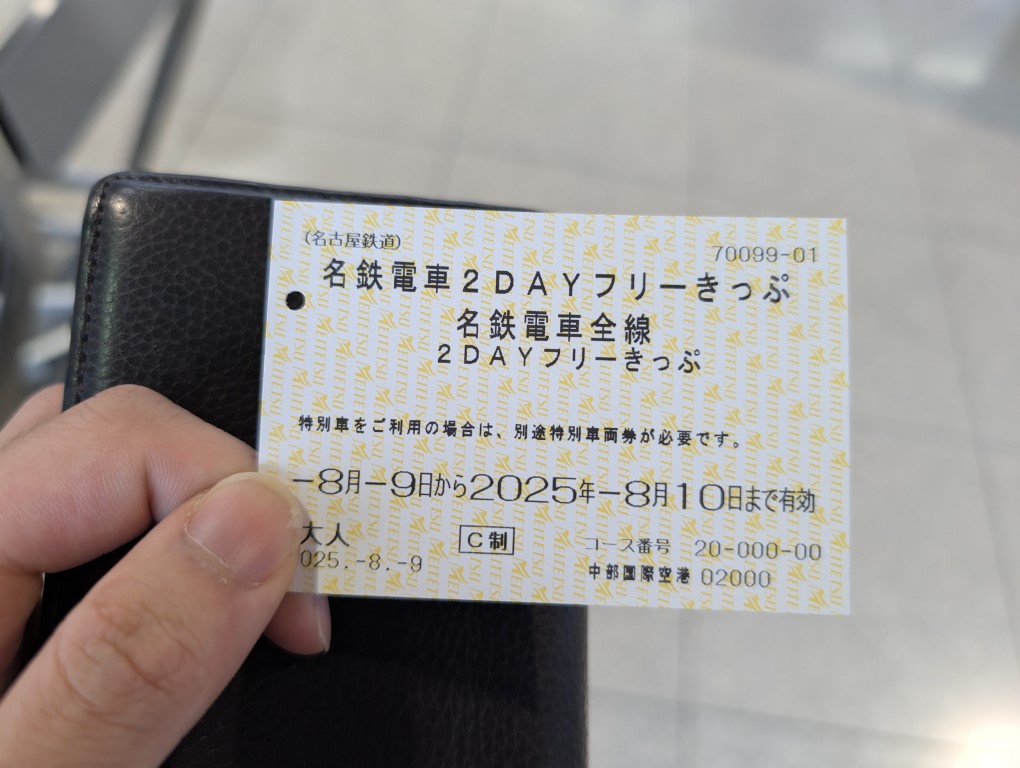 (名古屋鉄道)
70099-01
名鉄電車2DAYフリーきっぷ
名鉄電車全線
2DAYフリーきっぷ
特別車をご利用の場合は、別途特別車両券が必要です。
-8月-9日から2025年-8月10日まで有効
大人
C制
コース番号 20-000-00
025.-8.-9
中部国際空港 02000